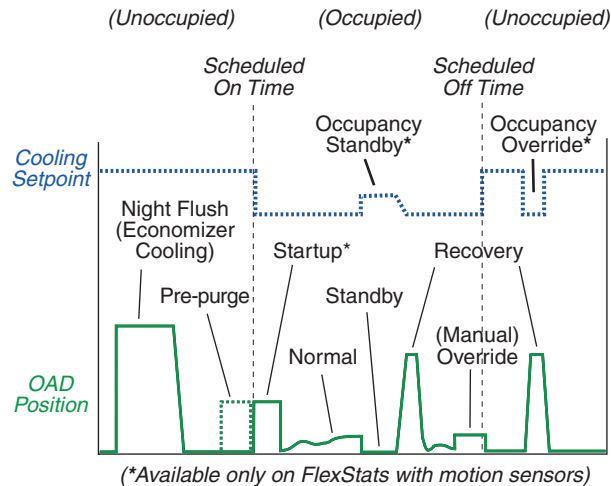 (Unoccupied) (Occupied) (Unoccupied)
Scheduled
On Time
Scheduled
Off Time
Cooling
Setpoint
Occupancy
Standby*
Occupancy
Override*
Night Flush
(Economizer
Cooling)
Pre-purge
Startup*
Normal
Standby
Recovery
(Manual)
Override
OAD
Position
(*Available only on FlexStats with motion sensors)